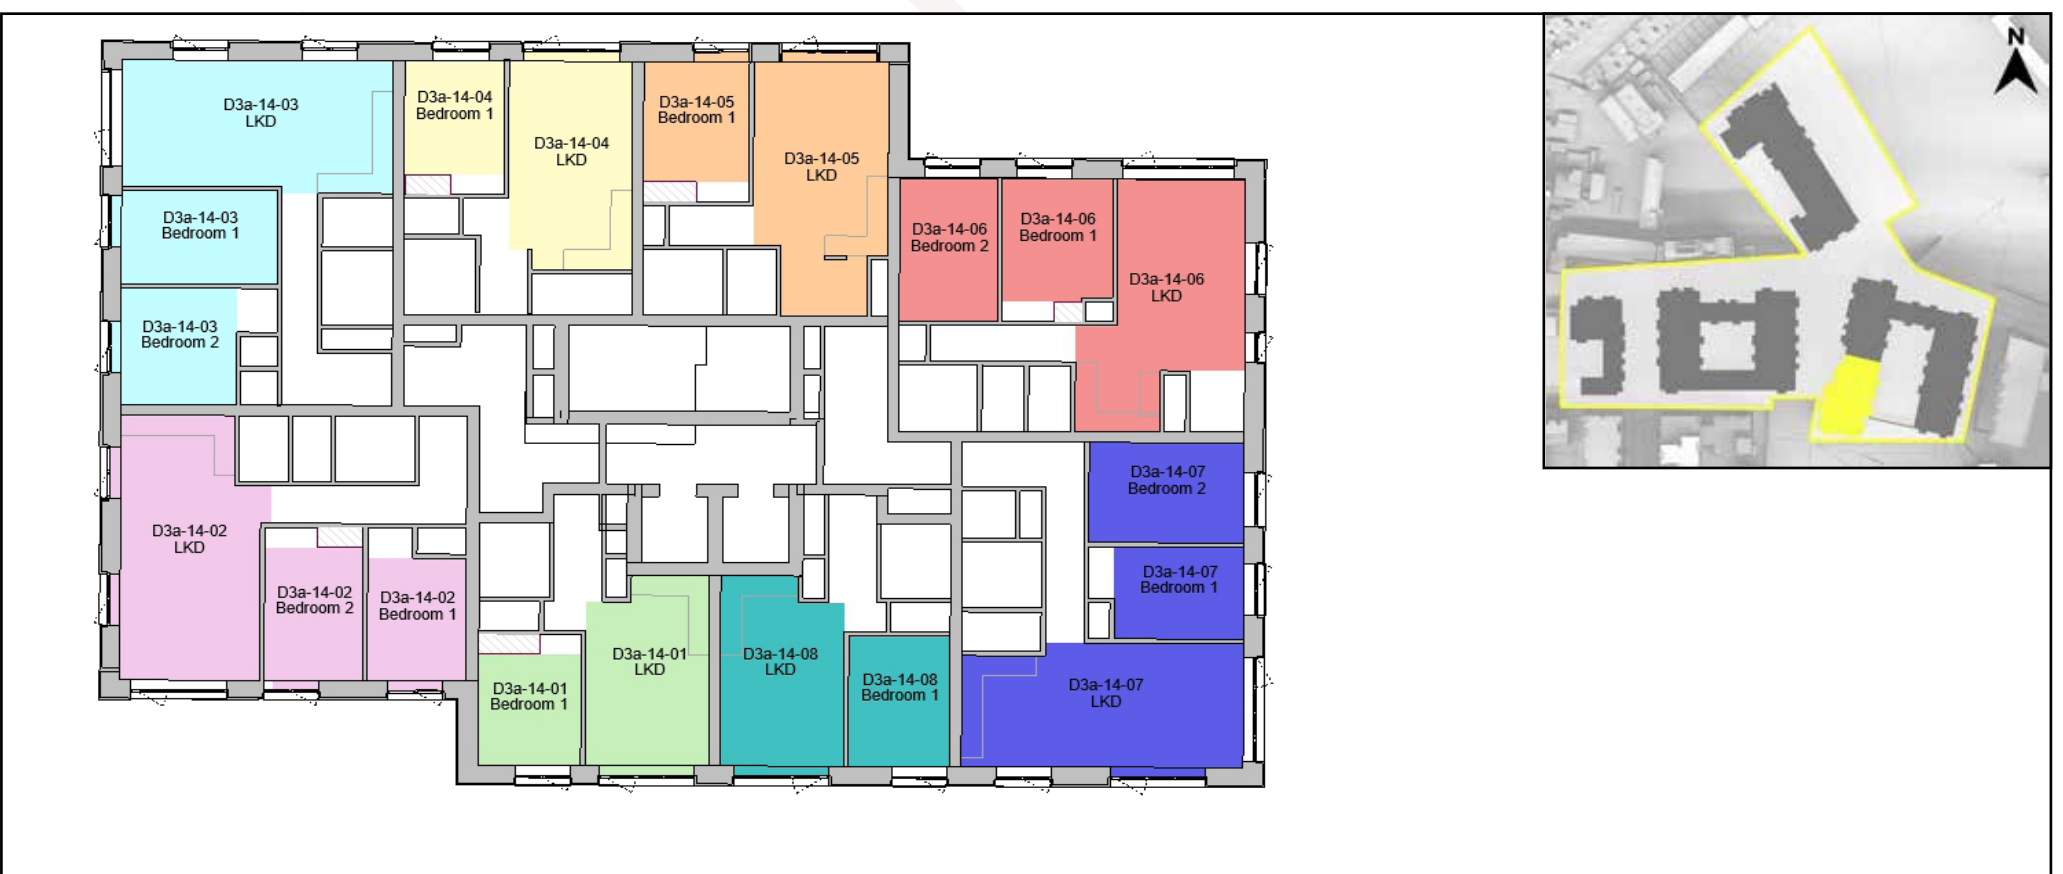 N
D3a-14-03
LKD
D3a-14-04
Bedroom 1
D3a-14-05
Bedroom 1
D3a-14-04
LKD
D3a-14-05
LKD
D3a-14-03
Bedroom 1
D3a-14-06
Bedroom 2
D3a-14-06
Bedroom 1
D3a-14-06
LKD
D3a-14-03
Bedroom 2
D3a-14-07
Bedroom 2
D3a-14-02
LKD
D3a-14-02
Bedroom 2
D3a-14-02
Bedroom 1
D3a-14-07
Bedroom 1
D3a-14-01
LKD
D3a-14-08
LKD
D3a-14-01
Bedroom 1
D3a-14-08
Bedroom 1
D3a-14-07
LKD